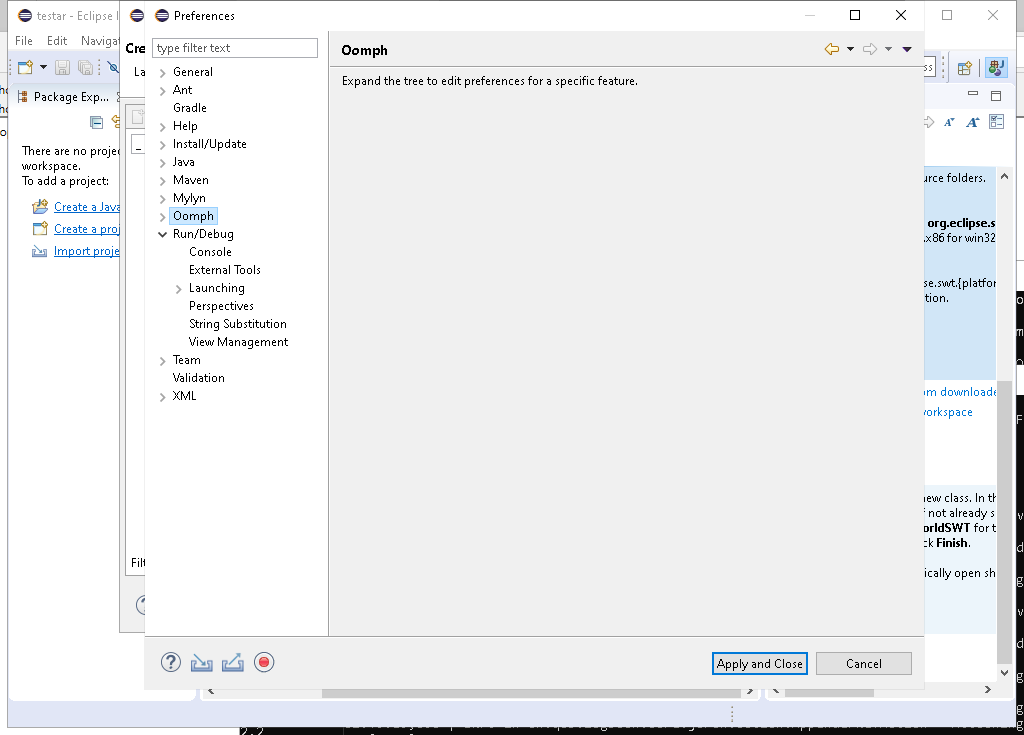 testar - Eclipse I
Preferences
File Edit Navigat
Cre
type filter text
Oomph
La
Expand the tree to edit preferences for a specific feature.
General
Ant
Package Exp...
Gradle
Help
Install/Update
There are no projec
Java
workspace.
Maven
urce folders.
To add a project:
Mylyn
Create a Java
Oomph
org.eclipse.s
Create a proj
Run/Debug
.x86 for win32
Import proje
Console
External Tools
Launching
se.swt.{platfor
Perspectives
tion.
String Substitution
View Management
Team
Validation
XML
om downloade
workspace
new class. In th
f not already s
orldSWT for t
ck Finish.
Filt
ically open sh
Apply and Close
Cancel